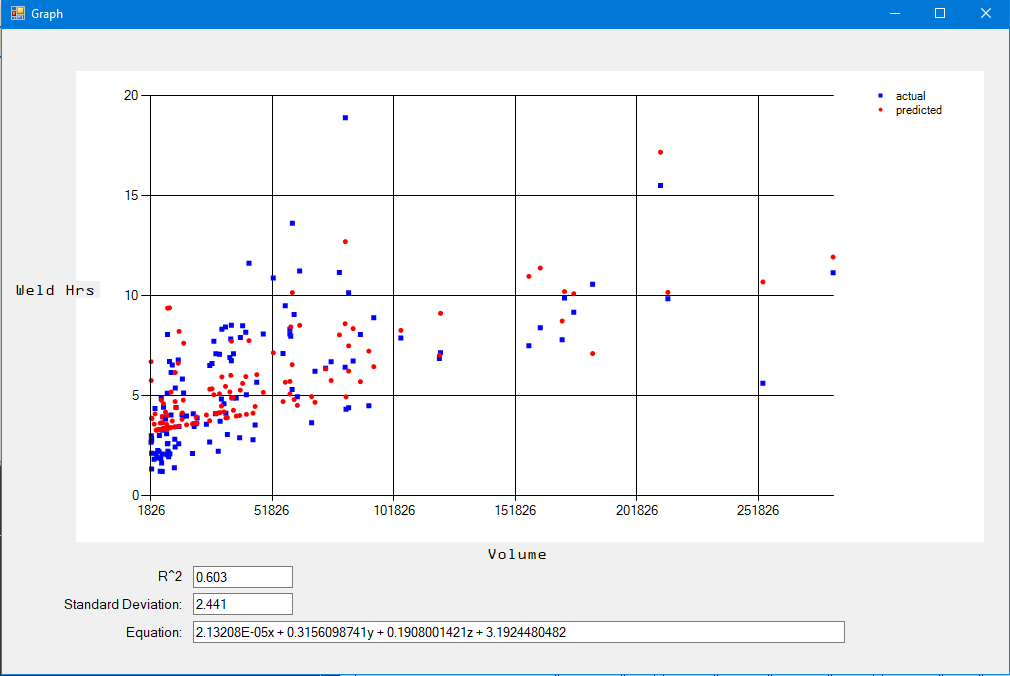 Graph
actual
predicted
20
15
Weld Hrs
10
5
0
1826 51826 101826 151826 201826 251826
Volume
R^2 0.603
Standard Deviation: 2.441
Equation: 2.13208E-05x + 0.3156098741y + 0.1908001421z + 3.1924480482